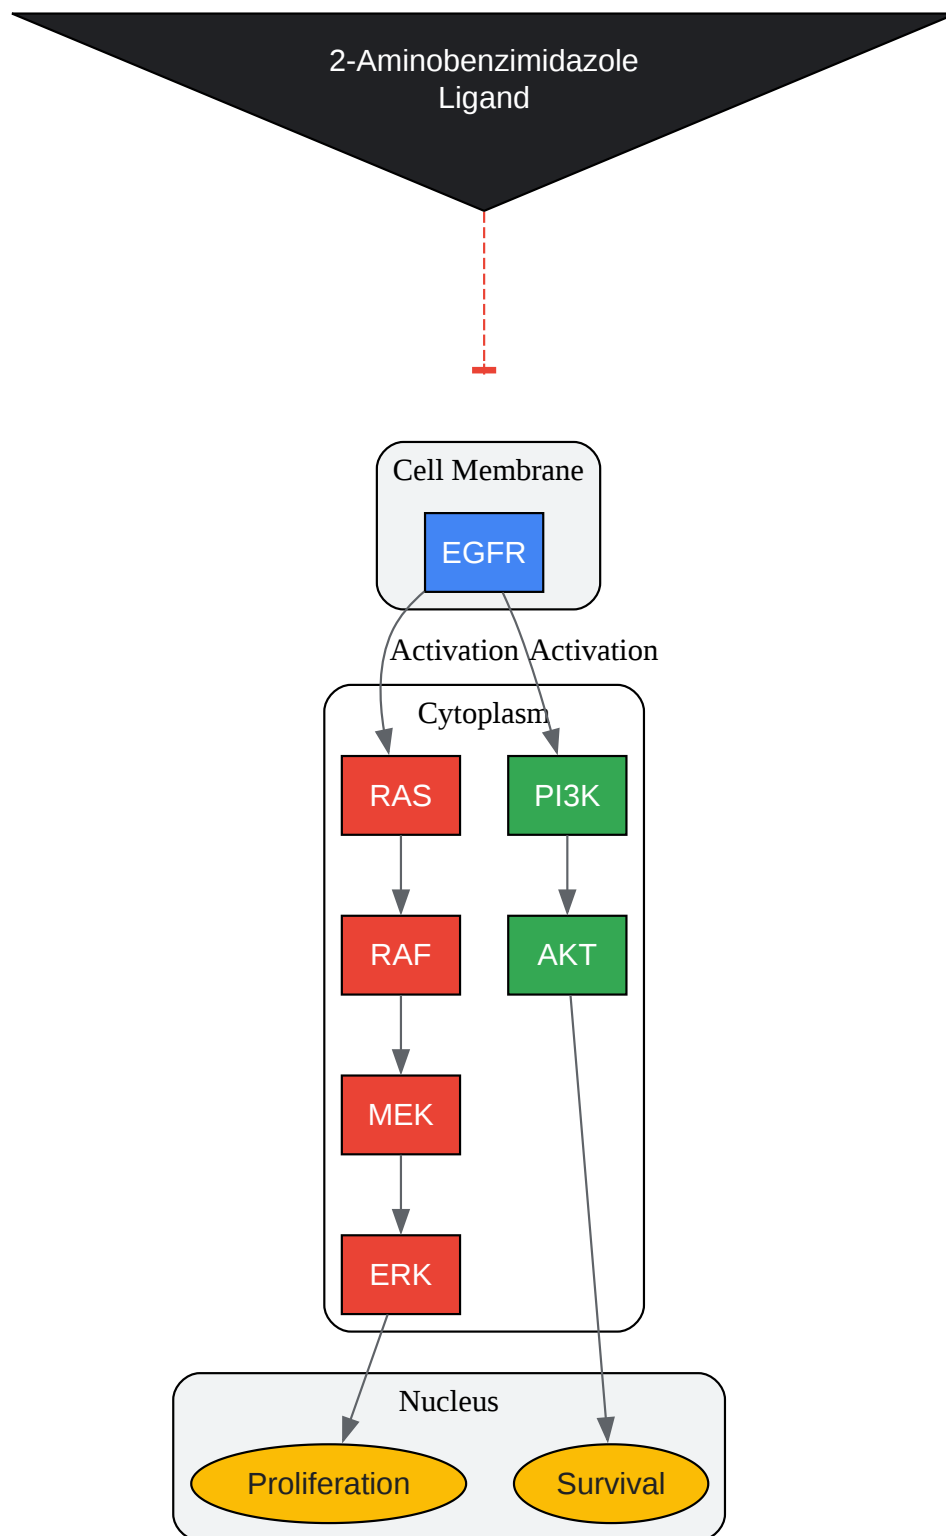 2-Aminobenzimidazole
Ligand
Cell Membrane
EGFR
Activation
Activation
Cytoplasm
RAS
PI3K
RAF
AKT
MEK
ERK
Nucleus
Proliferation
Survival